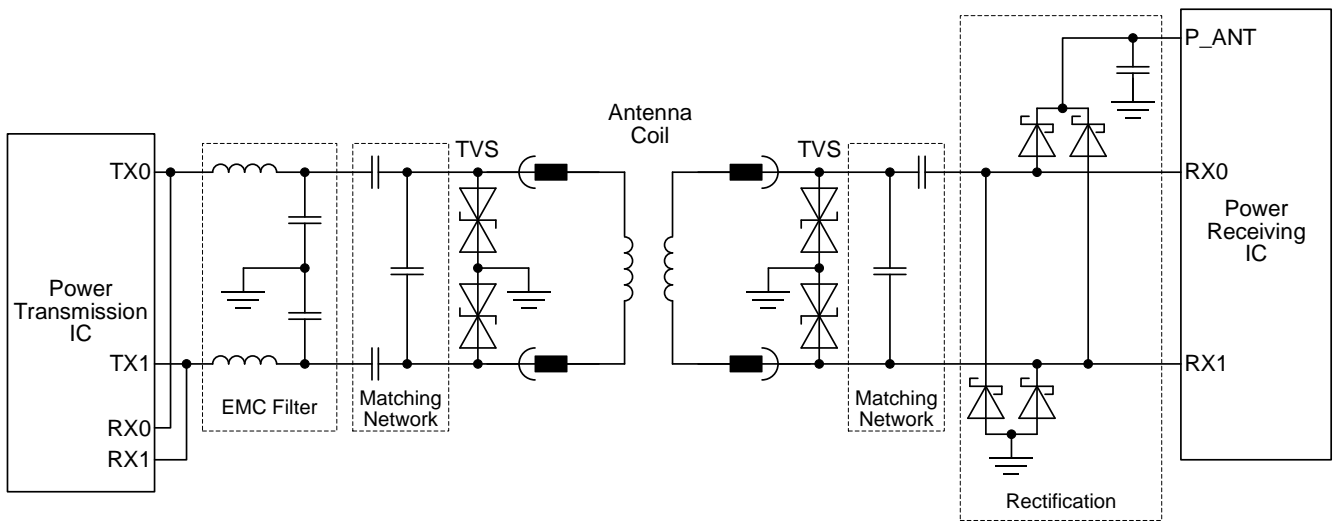 P_ANT
Antenna
Coil
TVS
TVS
TX0
RX0
Power
Receiving
IC
Power
Transmission
IC
TX1
RX1
EMC Filter
Matching
Network
Matching
Network
RX0
RX1
Rectification